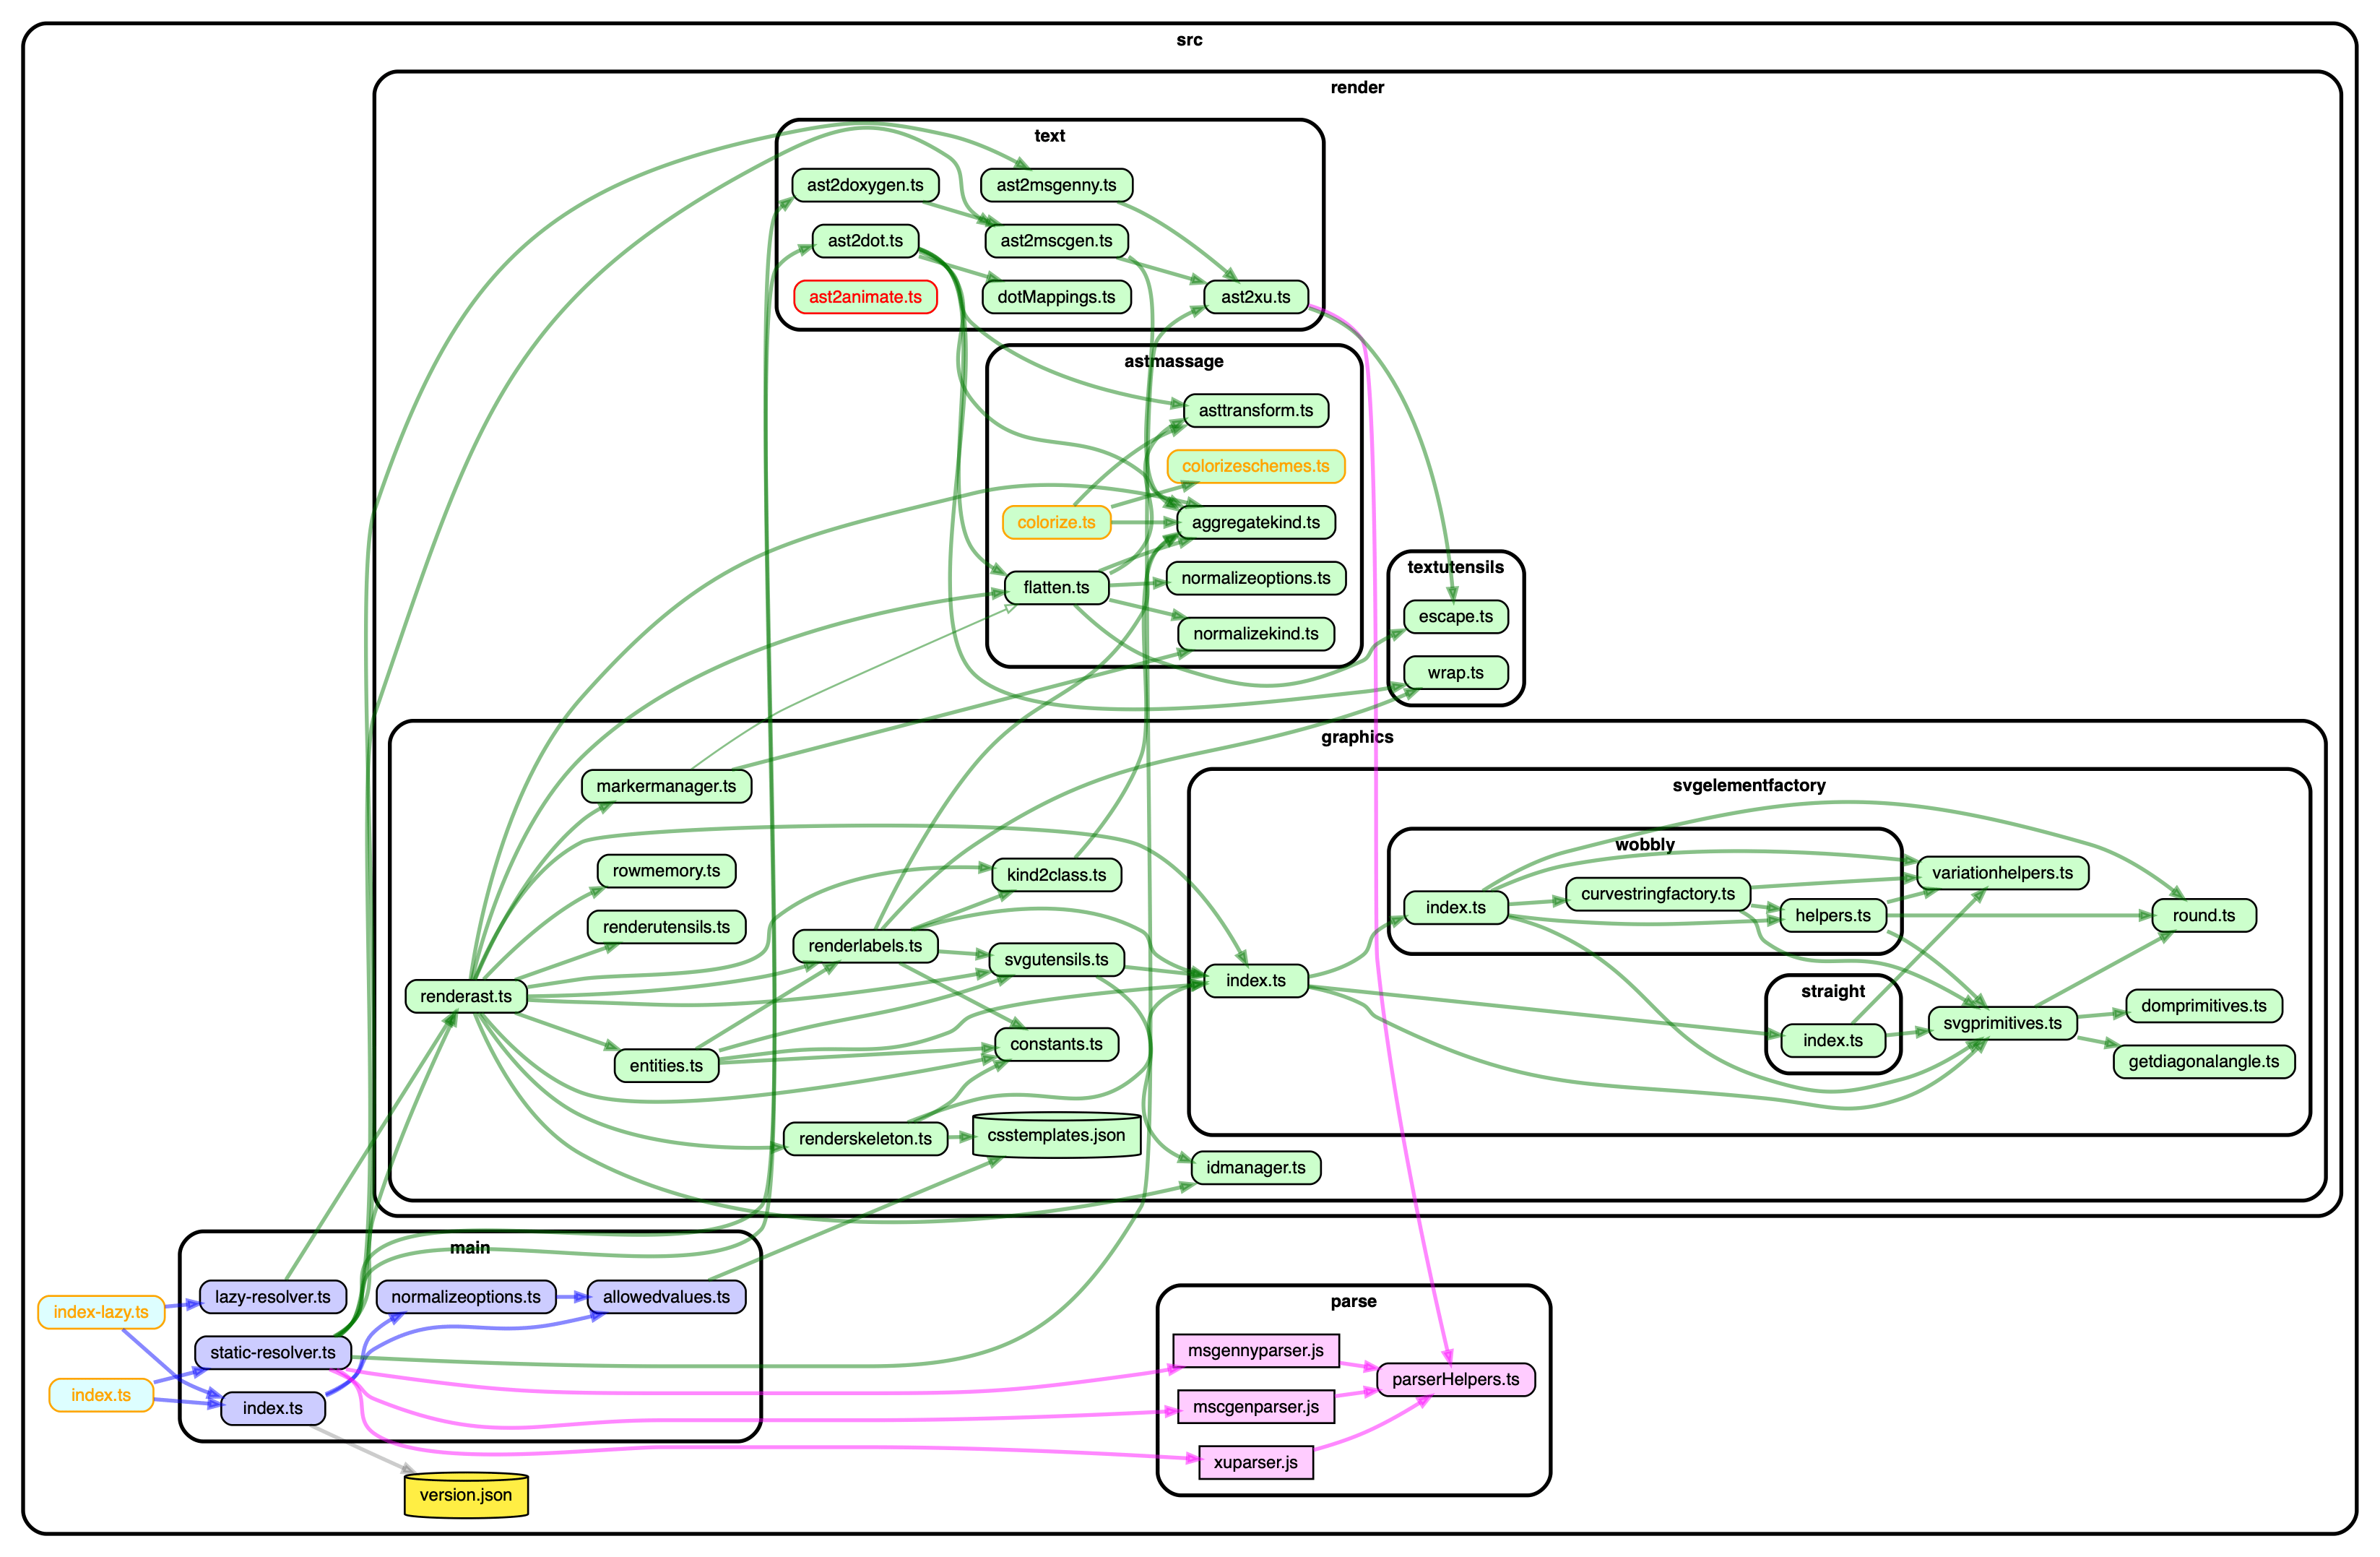 src
render
text
ast2doxygen.ts
ast2msgenny.ts
ast2dot.ts
ast2mscgen.ts
ast2animate.ts
dotMappings.ts
ast2xu.ts
astmassage
asttransform.ts
colorizeschemes.ts
colorize.ts
aggregatekind.ts
flatten.ts
normalizeoptions.ts
normalizekind.ts
textutensils
escape.ts
wrap.ts
graphics
markermanager.ts
rowmemory.ts
renderutensils.ts
kind2class.ts
renderlabels.ts
svgutensils.ts
renderast.ts
constants.ts
entities.ts
renderskeleton.ts
csstemplates.json
idmanager.ts
svgelementfactory
index.ts
wobbly
index.ts
curvestringfactory.ts
helpers.ts
variationhelpers.ts
round.ts
straight
index.ts
svgprimitives.ts
domprimitives.ts
getdiagonalangle.ts
main
lazy-resolver.ts
normalizeoptions.ts
allowedvalues.ts
static-resolver.ts
index.ts
index-lazy.ts
index.ts
version.json
parse
msgennyparser.js
mscgenparser.js
xuparser.js
parserHelpers.ts